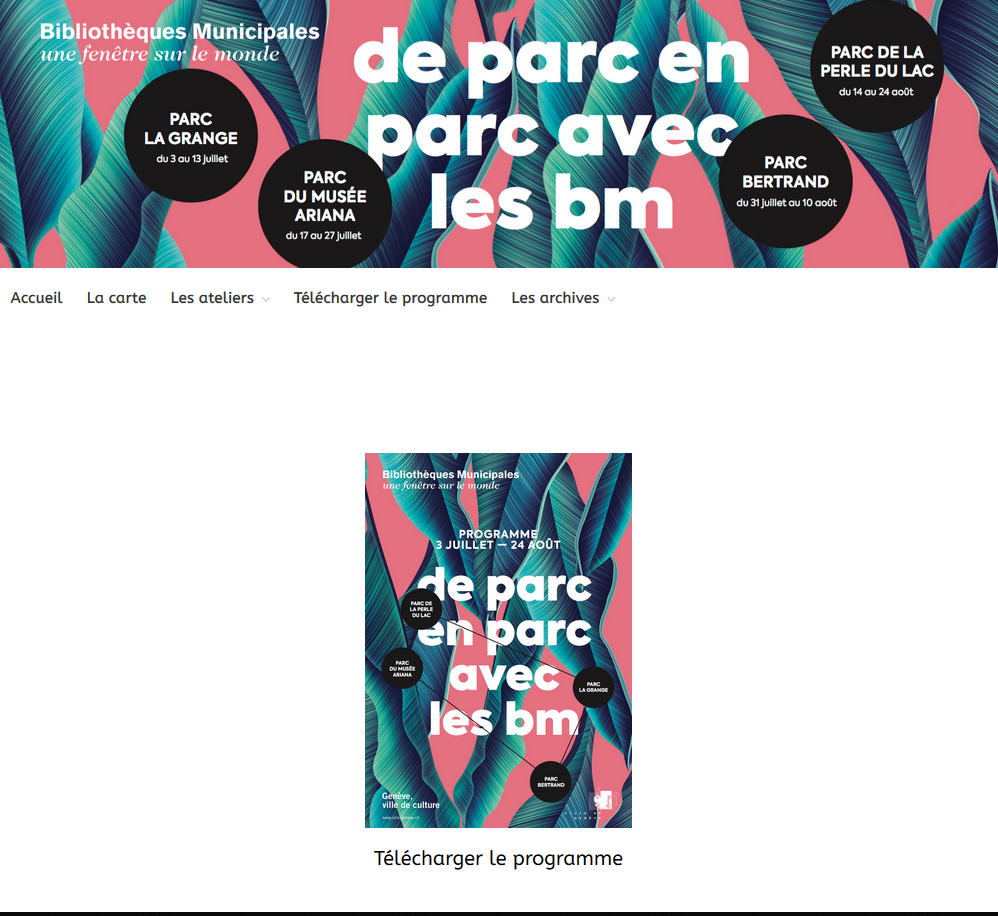 Bibliothèques Municipales
une fenêtre sur le monde
de parc en
parc avec
les bm
PARC
LA GRANGE
du 3 au 13 juillet
PARC
DU MUSÉE
ARIANA
du 17 au 27 juillet
PARC
BERTRAND
du 31 juillet au 10 août
PARC DE LA
PERLE DU LAC
du 14 au 24 août
Accueil La carte Les ateliers Télécharger le programme Les archives
Bibliothèques Municipales
une fenêtre sur le monde
PROGRAMME
3 JUILLET — 24 AOÛT
de parc
en parc
avec
les bm
PARC DE
LA PERLE
DU LAC
PARC
DU MUSÉE
ARIANA
PARC
LA GRANGE
PARC
BERTRAND
Genève,
ville de culture
Télécharger le programme